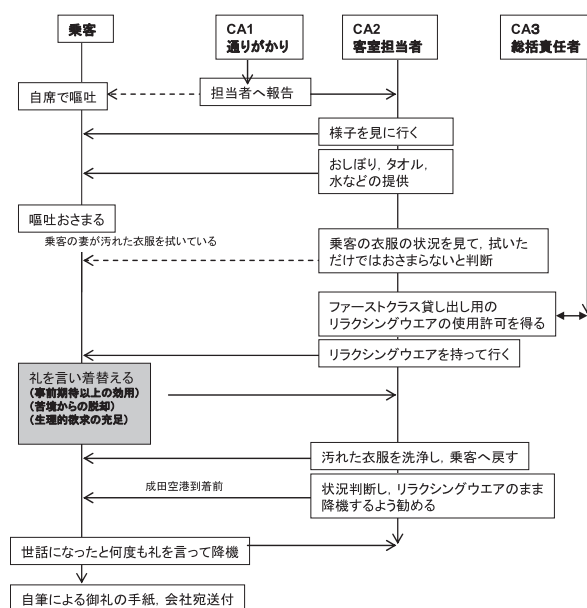 乗客
CA1
通りがかり
CA2
客室担当者
CA3
総括責任者
自席で嘔吐
担当者へ報告
様子を見に行く
おしぼり，タオル，
水などの提供
嘔吐おさまる
乗客の妻が汚れた衣服を拭いている
乗客の衣服の状況を見て，拭いた
だけではおさまらないと判断
ファーストクラス貸し出し用の
リラクシングウエアの使用許可を得る
リラクシングウエアを持って行く
礼を言い着替える
(事前期待以上の効用)
(苦境からの脱却)
(生理的欲求の充足)
汚れた衣服を洗浄し，乗客へ戻す
成田空港到着前
状況判断し，リラクシングウエアのまま
降機するよう勧める
世話になったと何度も礼を言って降機
自筆による御礼の手紙，会社宛送付